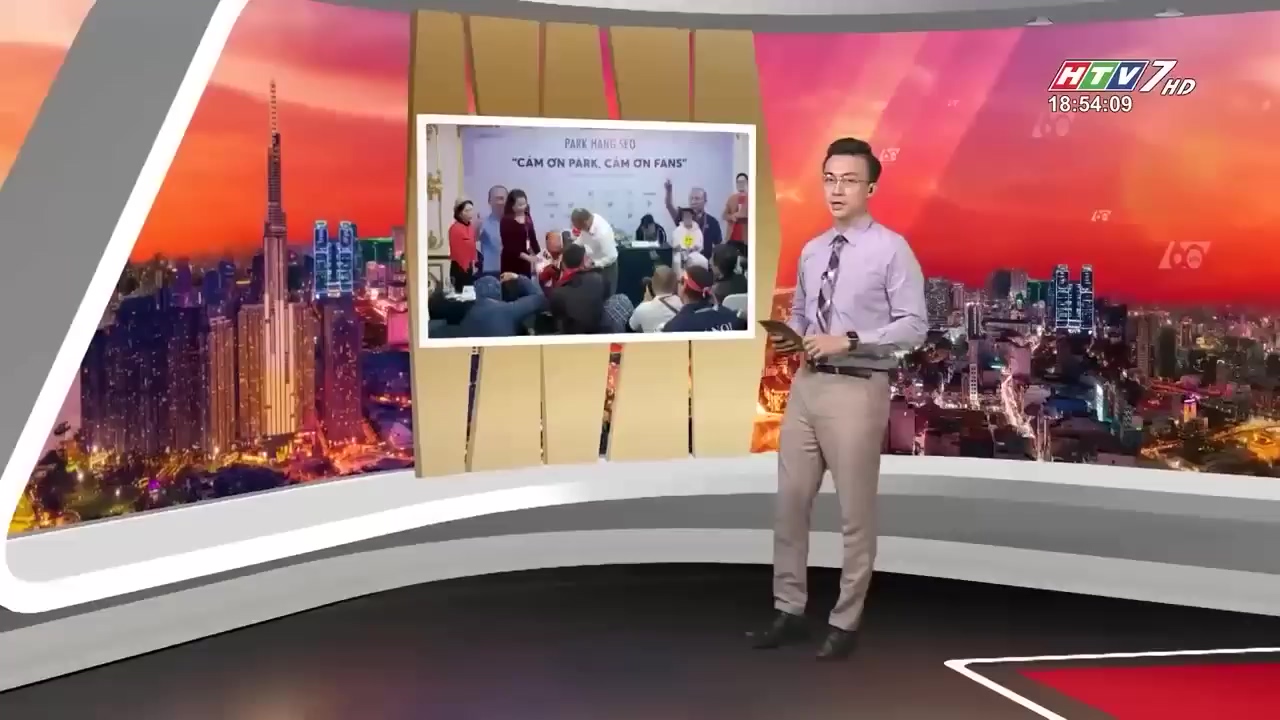 HTV7 HD
18:54:09
PARK HANG SEO
"CẢM ƠN PARK, CẢM ƠN FANS"